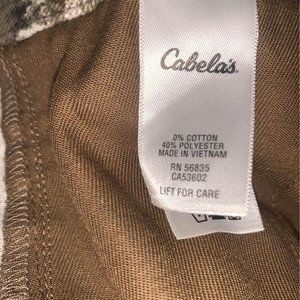 Cabela's
0% COTTON
40% POLYESTER
MADE IN VIETNAM
RN 56835
CA53602
LIFT FOR CARE